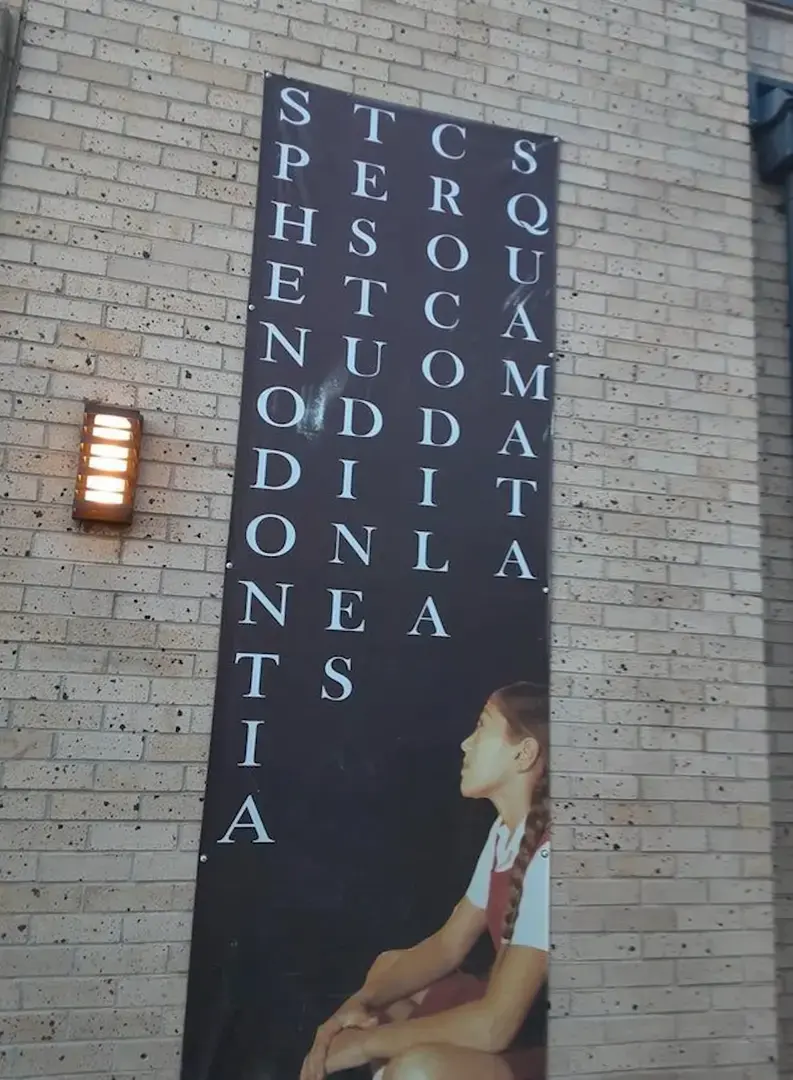 SPHENODONTIA
TESTUDINES
CROCODILA
SQUAMATA